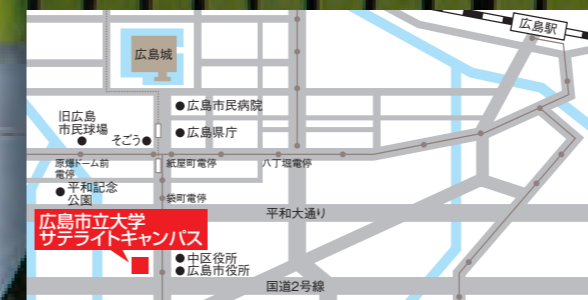 広島駅
広島城
広島市民病院
旧広島
市民球場
そごう
広島県庁
原爆ドーム前
電停
紙屋町電停
八丁堀電停
平和記念
公園
袋町電停
平和大通り
広島市立大学
サテライトキャンパス
中区役所
広島市役所
国道2号線